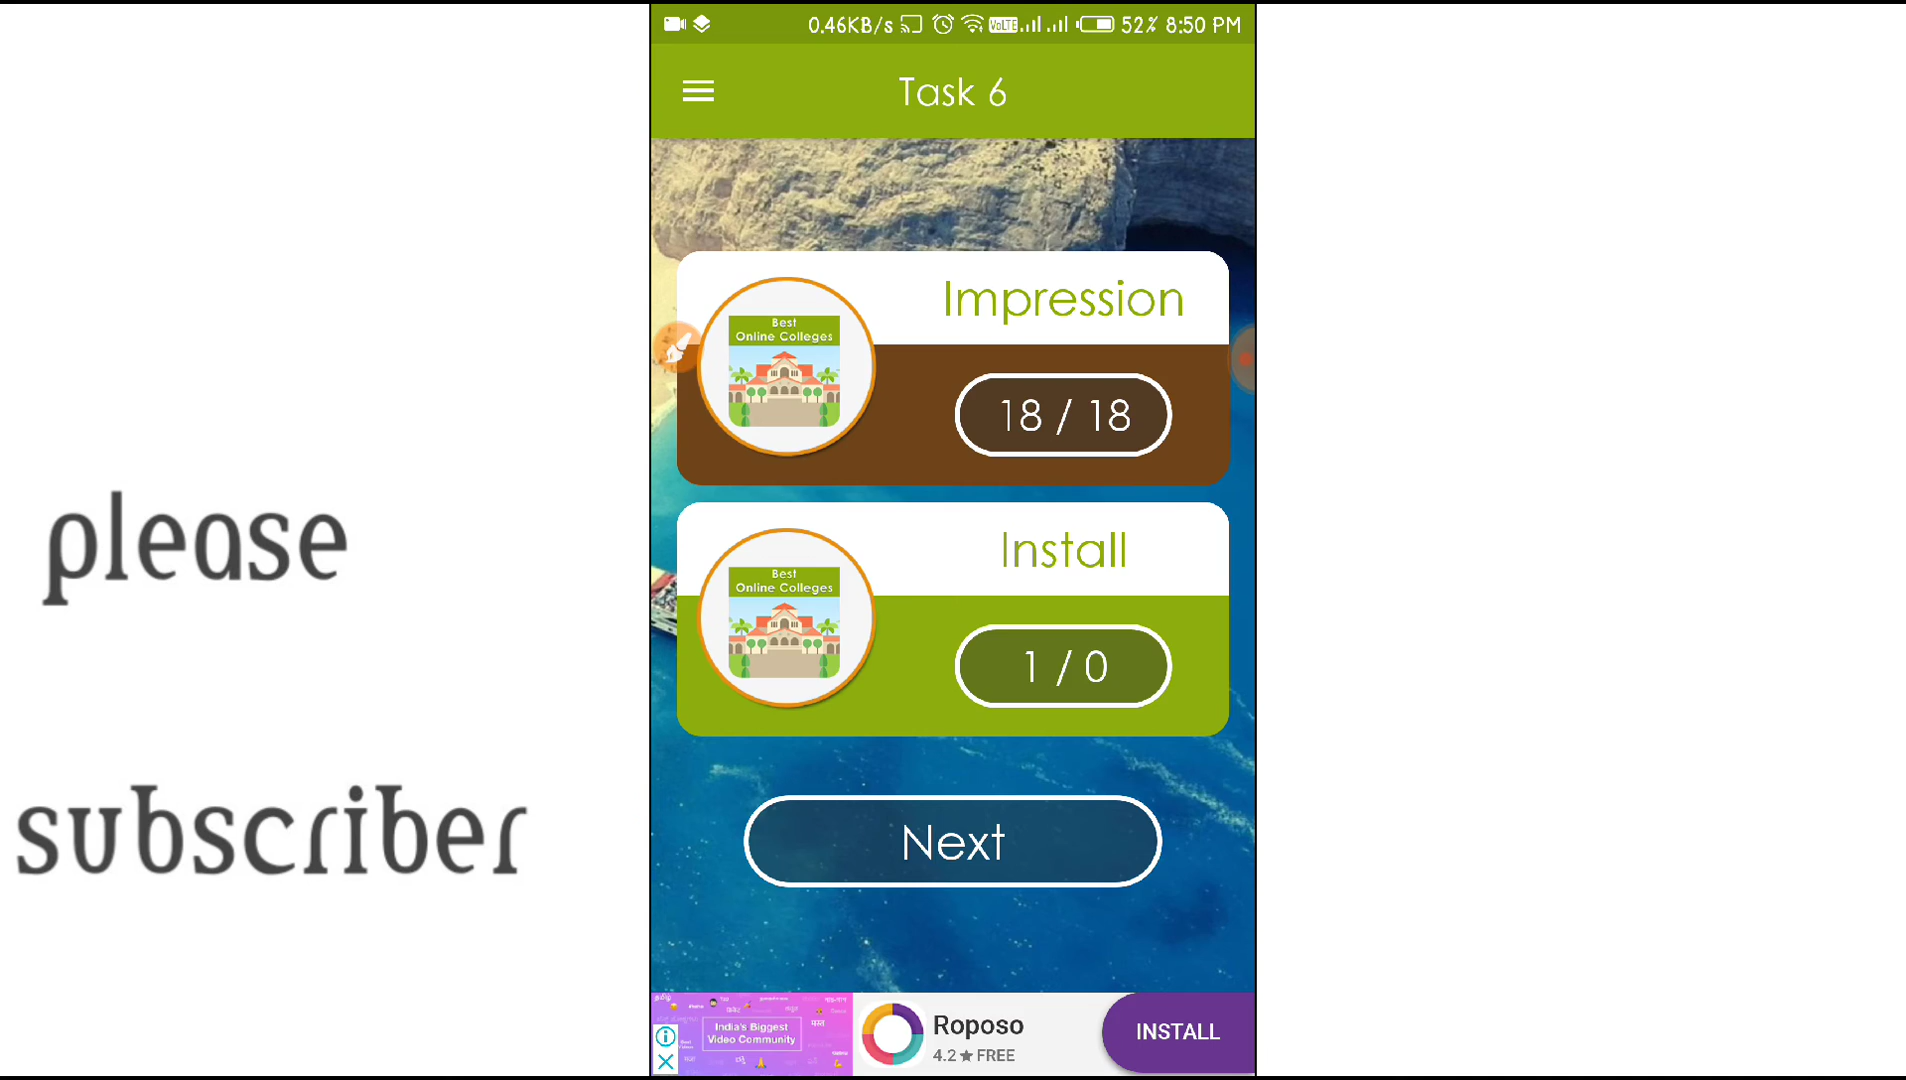 0.46KB/s VoLTE 52% 8:50 PM
Task 6
Impression
Best
Online Colleges
18 / 18
Install
Best
Online Colleges
1 / 0
Next
please
subscriber
India's Biggest
Video Community
Roposo
4.2★FREE
INSTALL